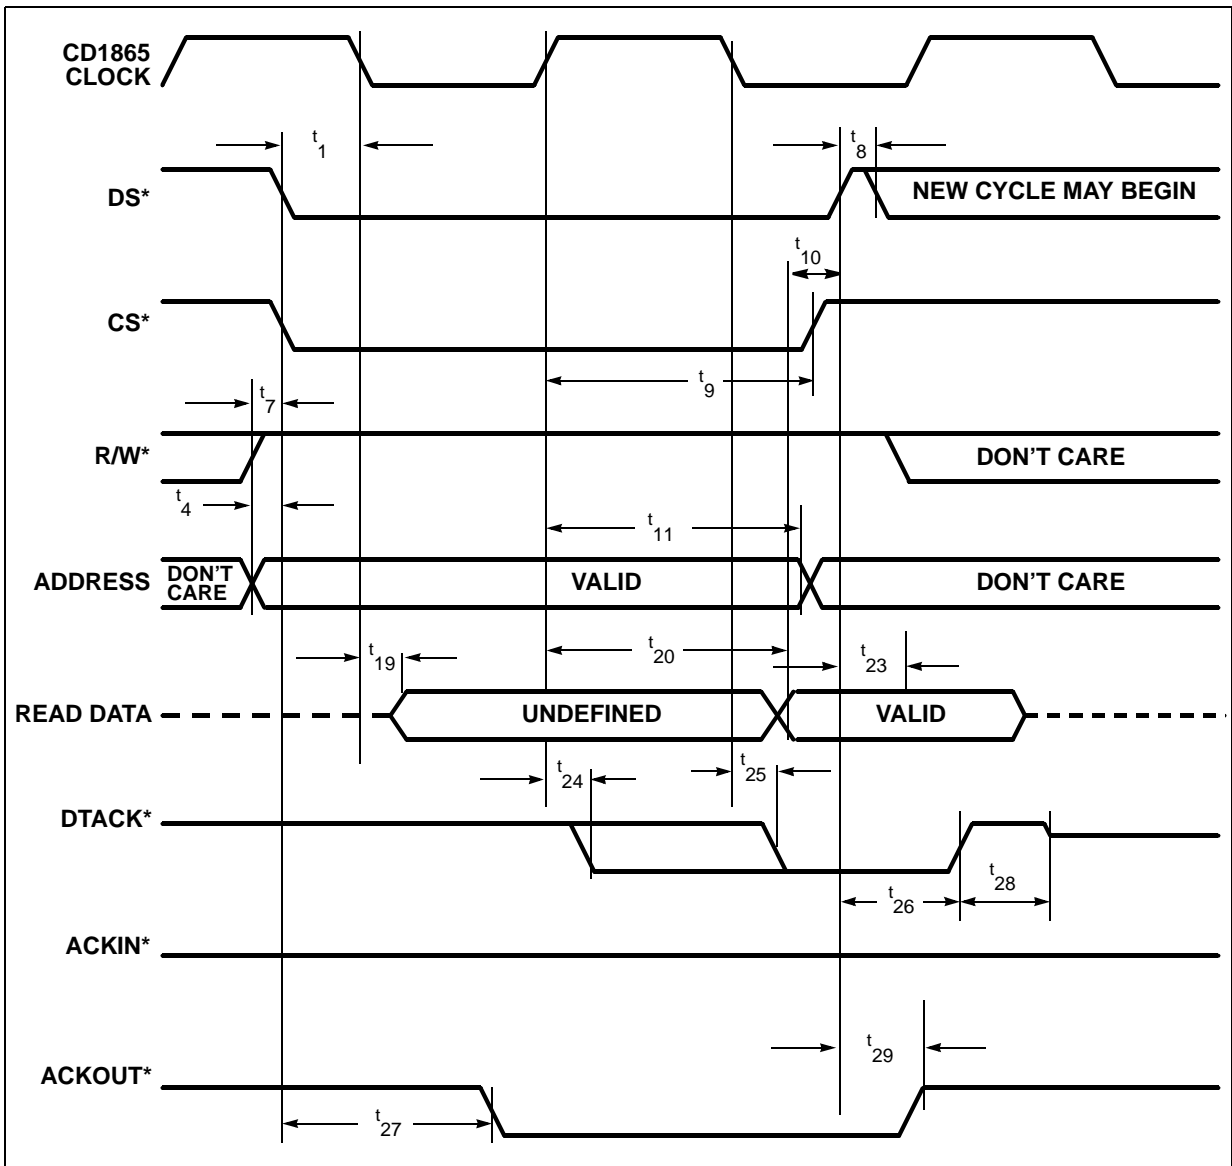 CD1865
CLOCK
t1
t8
DS*
NEW CYCLE MAY BEGIN
t10
CS*
t9
t7
R/W*
DON'T CARE
t4
t11
ADDRESS
DON'T
CARE
VALID
DON'T CARE
t19
t20
t23
READ DATA
UNDEFINED
VALID
t24
t25
DTACK*
t26
t28
ACKIN*
t29
ACKOUT*
t27